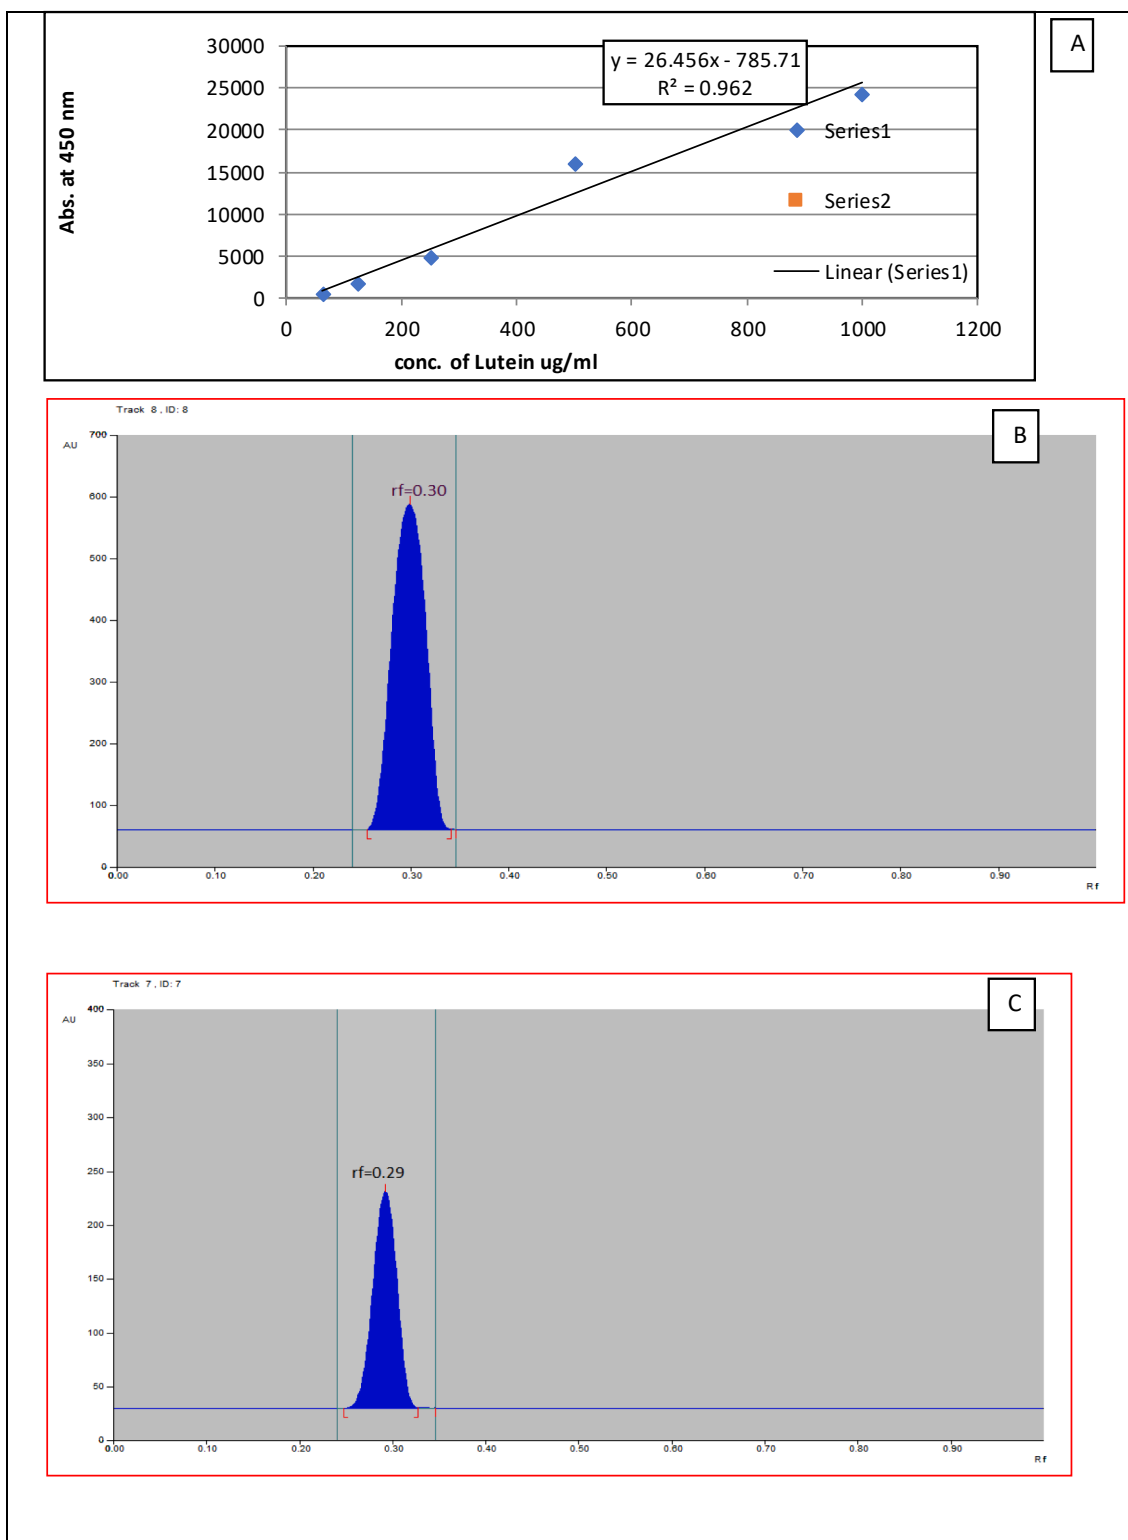 A
30000
25000
20000
15000
10000
5000
0
Abs. at 450 nm
y = 26.456x - 785.71
R² = 0.962
Series1
Series2
Linear (Series1)
0 200 400 600 800 1000 1200
conc. of Lutein ug/ml
Track 8 , ID: 8
B
AU
700
600
500
400
300
200
100
0
rf=0.30
0.00 0.10 0.20 0.30 0.40 0.50 0.60 0.70 0.80 0.90
Rf
Track 7 , ID: 7
C
AU
400
350
300
250
200
150
100
50
0
rf=0.29
0.00 0.10 0.20 0.30 0.40 0.50 0.60 0.70 0.80 0.90
Rf